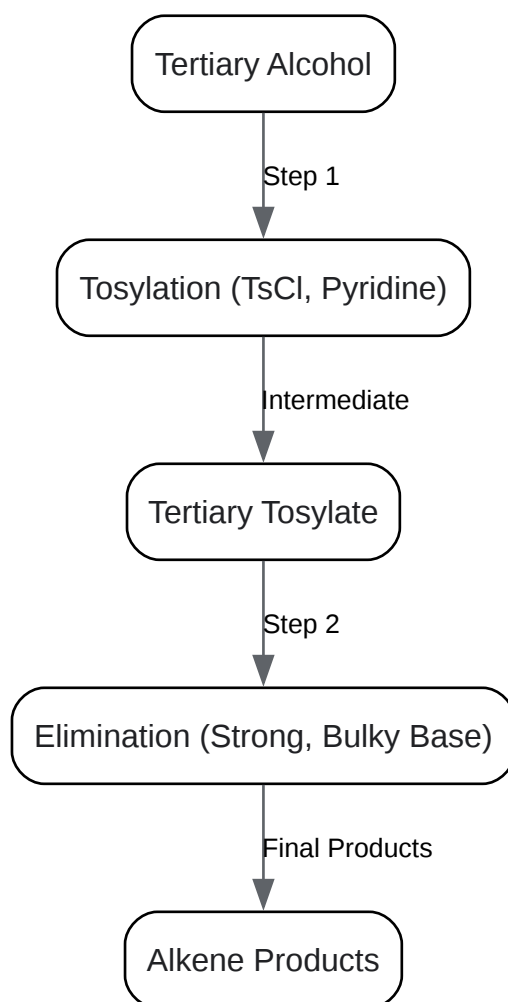 Tertiary Alcohol
Step 1
Tosylation (TsCl, Pyridine)
Intermediate
Tertiary Tosylate
Step 2
Elimination (Strong, Bulky Base)
Final Products
Alkene Products